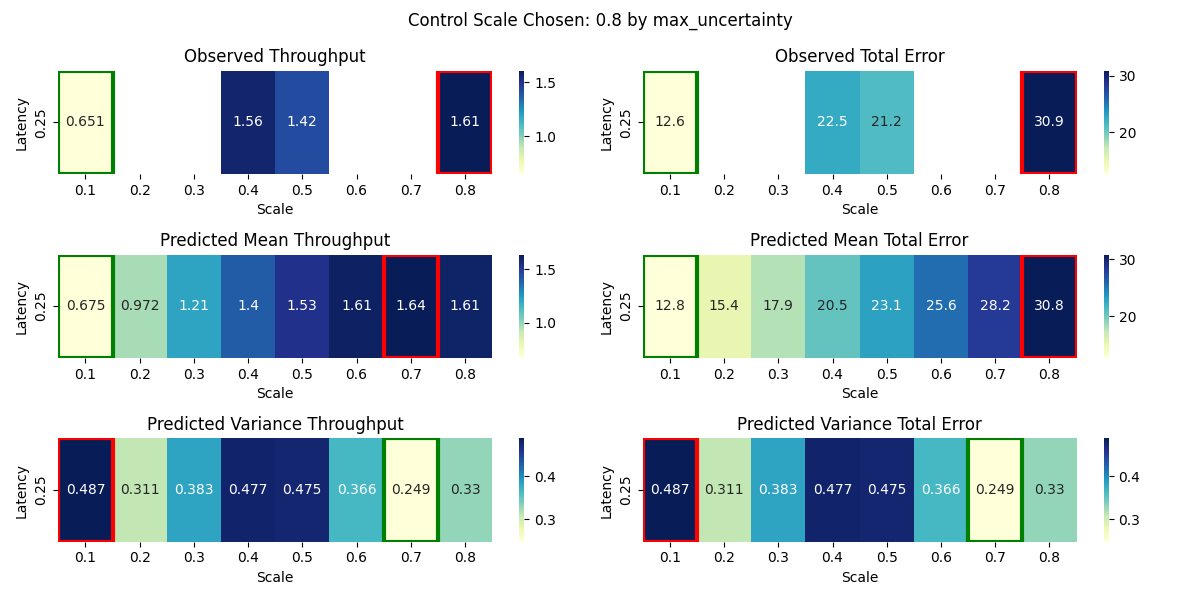 Control Scale Chosen: 0.8 by max_uncertainty
Observed Throughput
Latency
0.25
0.651
1.56
1.42
1.61
0.1 0.2 0.3 0.4 0.5 0.6 0.7 0.8
Scale
1.5
1.0
Observed Total Error
Latency
0.25
12.6
22.5
21.2
30.9
0.1 0.2 0.3 0.4 0.5 0.6 0.7 0.8
Scale
30
20
Predicted Mean Throughput
Latency
0.25
0.675 0.972 1.21 1.4 1.53 1.61 1.64 1.61
0.1 0.2 0.3 0.4 0.5 0.6 0.7 0.8
Scale
1.5
1.0
Predicted Mean Total Error
Latency
0.25
12.8 15.4 17.9 20.5 23.1 25.6 28.2 30.8
0.1 0.2 0.3 0.4 0.5 0.6 0.7 0.8
Scale
30
20
Predicted Variance Throughput
Latency
0.25
0.487 0.311 0.383 0.477 0.475 0.366 0.249 0.33
0.1 0.2 0.3 0.4 0.5 0.6 0.7 0.8
Scale
0.4
0.3
Predicted Variance Total Error
Latency
0.25
0.487 0.311 0.383 0.477 0.475 0.366 0.249 0.33
0.1 0.2 0.3 0.4 0.5 0.6 0.7 0.8
Scale
0.4
0.3